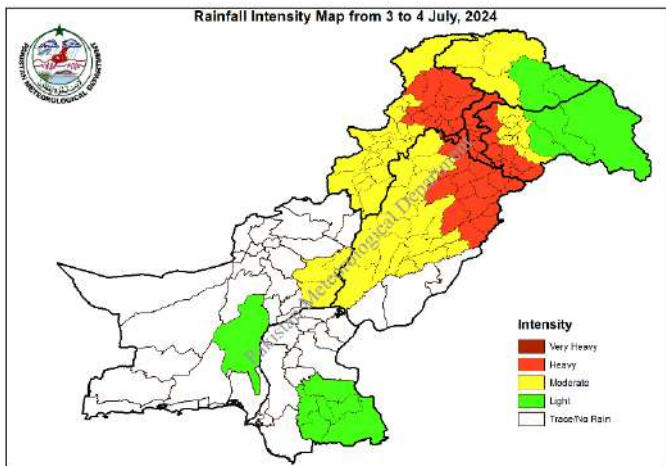 Rainfall Intensity Map from 3 to 4 July, 2024
PAKISTAN METEOROLOGICAL DEPARTMENT
Pakistan Meteorological Department
Intensity
Very Heavy
Heavy
Moderate
Light
Trace/No Rain